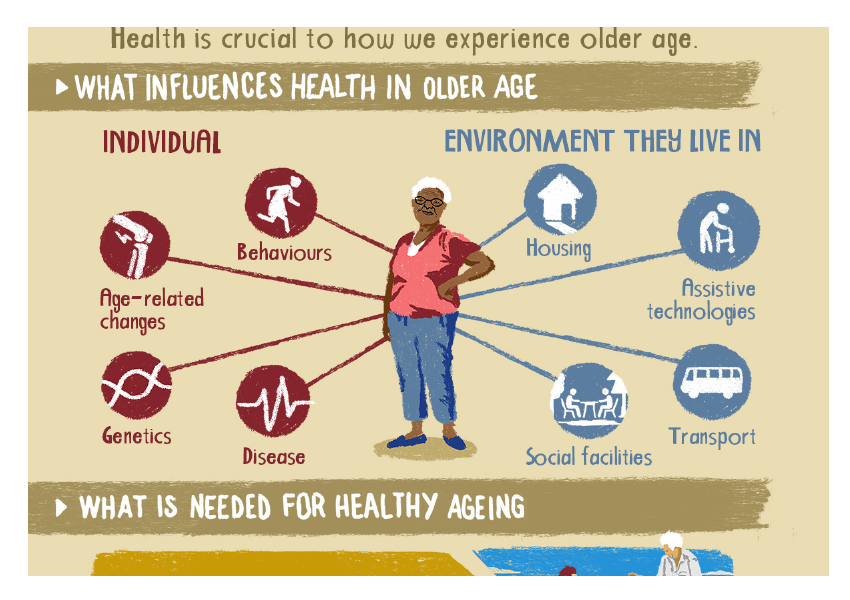 Health is crucial to how we experience older age.
WHAT INFLUENCES HEALTH IN OLDER AGE
INDIVIDUAL
ENVIRONMENT THEY LIVE IN
Behaviours
Housing
Age-related
changes
Assistive
technologies
Genetics
Disease
Social facilities
Transport
WHAT IS NEEDED FOR HEALTHY AGEING